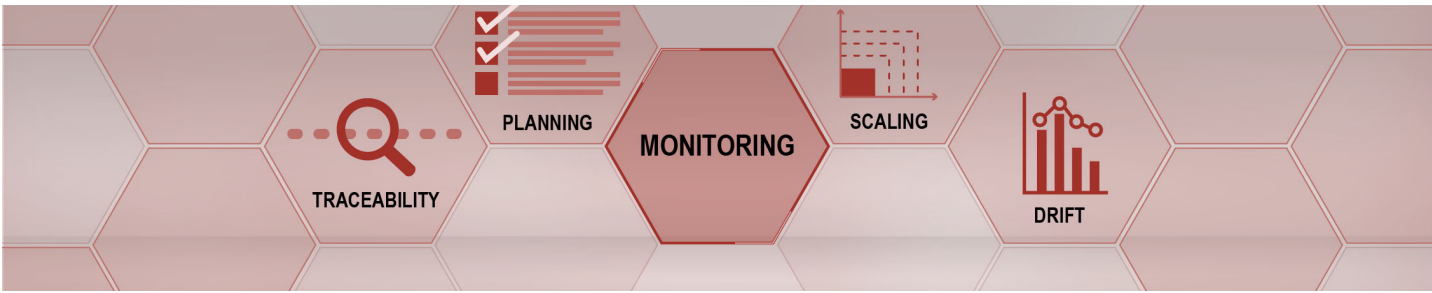 TRACEABILITY
PLANNING
MONITORING
SCALING
DRIFT